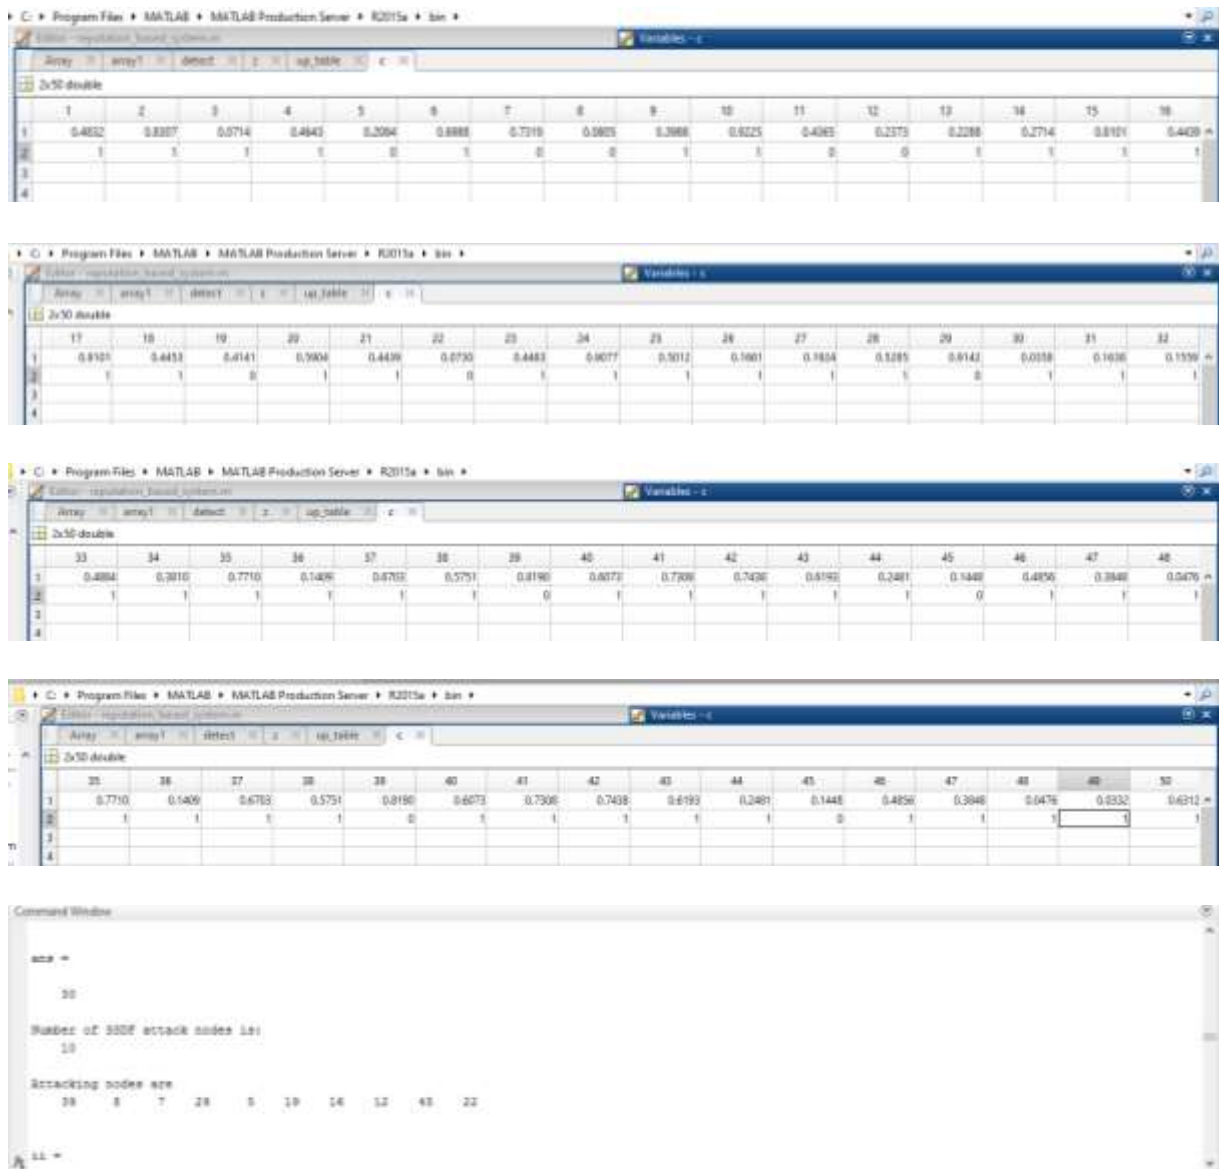 C: Program Files MATLAB MATLAB Production Server R2015a bin
Editor - reputation_based_system.m Variables - c
Array array1 detect z up_table c
2x50 double
1 2 3 4 5 6 7 8 9 10 11 12 13 14 15 16
1 0.4832 0.8307 0.0714 0.4643 0.2084 0.6988 0.7319 0.0805 0.3988 0.9225 0.4365 0.2373 0.2288 0.2714 0.8101 0.4439
2 1 1 1 1 0 1 0 0 1 1 0 0 1 1 1 1
3
4
C: Program Files MATLAB MATLAB Production Server R2015a bin
Editor - reputation_based_system.m Variables - c
Array array1 detect z up_table c
2x50 double
17 18 19 20 21 22 23 24 25 26 27 28 29 30 31 32
1 0.8101 0.4453 0.4141 0.5904 0.4439 0.0730 0.4483 0.9077 0.5012 0.1601 0.1824 0.5285 0.9142 0.0358 0.1638 0.1559
2 1 1 0 1 1 0 1 1 1 1 1 1 0 1 1 1
3
4
C: Program Files MATLAB MATLAB Production Server R2015a bin
Editor - reputation_based_system.m Variables - c
Array array1 detect z up_table c
2x50 double
33 34 35 36 37 38 39 40 41 42 43 44 45 46 47 48
1 0.4884 0.3810 0.7710 0.1409 0.6703 0.5751 0.8190 0.6073 0.7308 0.7438 0.6193 0.2481 0.1448 0.4856 0.3848 0.0476
2 1 1 1 1 1 1 0 1 1 1 1 1 0 1 1 1
3
4
C: Program Files MATLAB MATLAB Production Server R2015a bin
Editor - reputation_based_system.m Variables - c
Array array1 detect z up_table c
2x50 double
35 36 37 38 39 40 41 42 43 44 45 46 47 48 49 50
1 0.7710 0.1409 0.6703 0.5751 0.8190 0.6073 0.7308 0.7438 0.6193 0.2481 0.1448 0.4856 0.3848 0.0476 0.0332 0.6312
2 1 1 1 1 0 1 1 1 1 1 0 1 1 1 1 1
3
4
Command Window
ans =
Number of SSDF attack nodes is:
10
Attacking nodes are
39 8 7 5 19 12 45 22